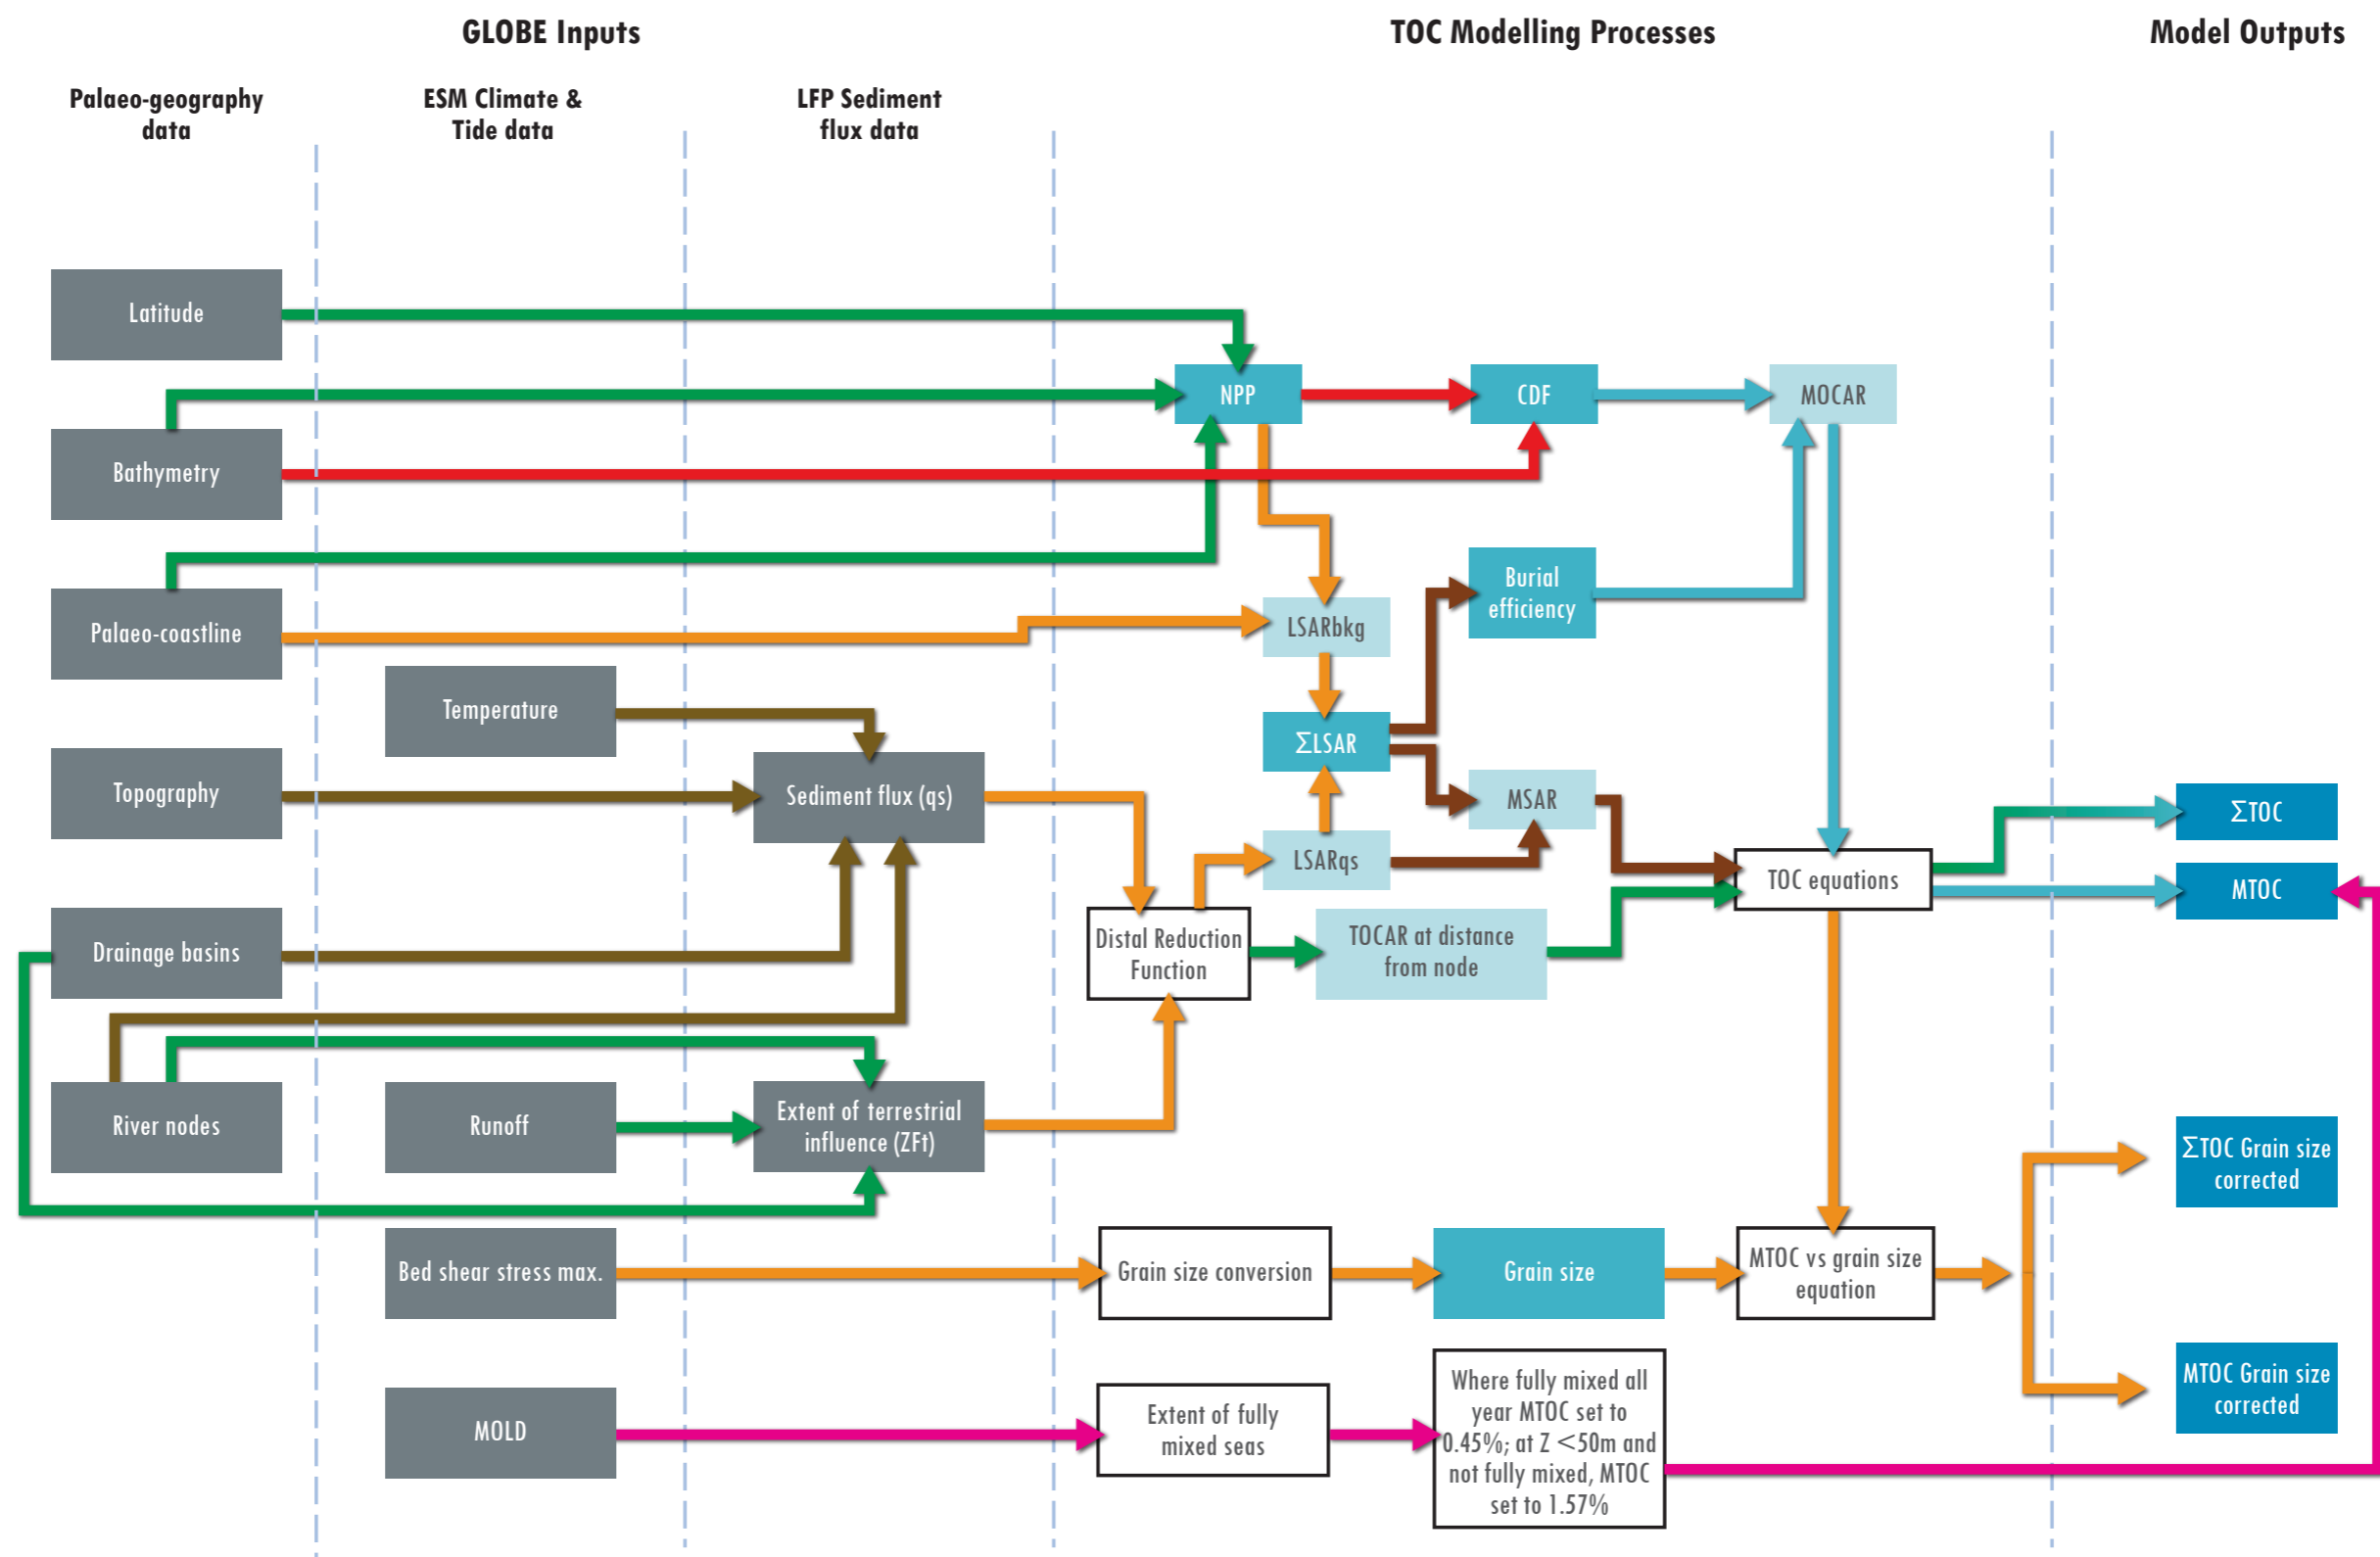 GLOBE Inputs
TOC Modelling Processes
Model Outputs
Palaeo-geography
data
ESM Climate &
Tide data
LFP Sediment
flux data
Latitude
NPP
CDF
MOCAR
Bathymetry
Burial
efficiency
Palaeo-coastline
LSARbkg
Temperature
ΣLSAR
Topography
Sediment flux (qs)
MSAR
ΣTOC
LSARqs
TOC equations
MTOC
Drainage basins
Distal Reduction
Function
TOCAR at distance
from node
River nodes
Runoff
Extent of terrestrial
influence (ZFt)
ΣTOC Grain size
corrected
Bed shear stress max.
Grain size conversion
Grain size
MTOC vs grain size
equation
MTOC Grain size
corrected
MOLD
Extent of fully
mixed seas
Where fully mixed all
year MTOC set to
0.45%; at Z <50m and
not fully mixed, MTOC
set to 1.57%